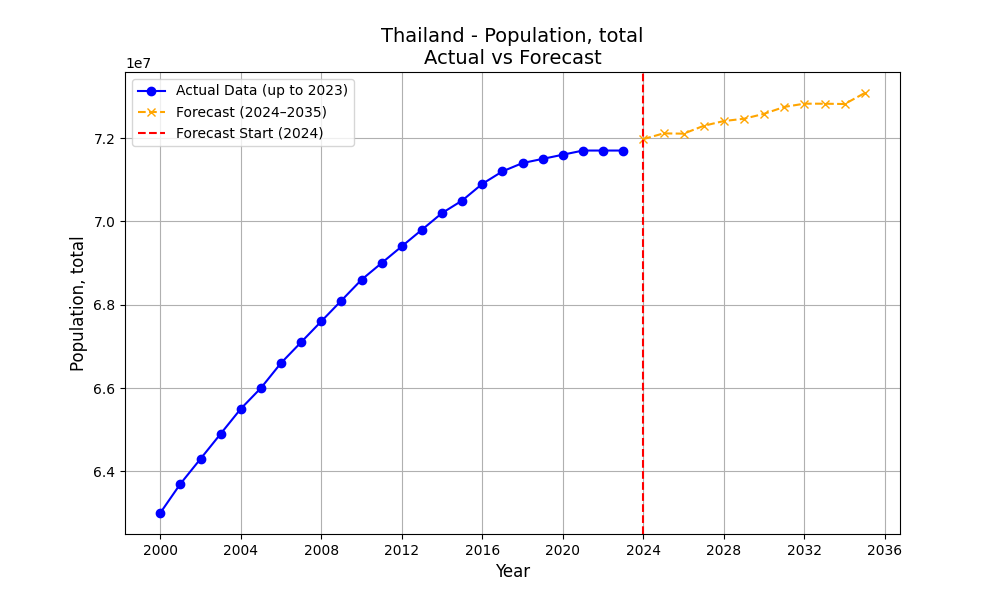 Thailand - Population, total
Actual vs Forecast
1e7
Actual Data (up to 2023)
Forecast (2024–2035)
Forecast Start (2024)
7.2
7.0
6.8
6.6
6.4
Population, total
2000 2004 2008 2012 2016 2020 2024 2028 2032 2036
Year